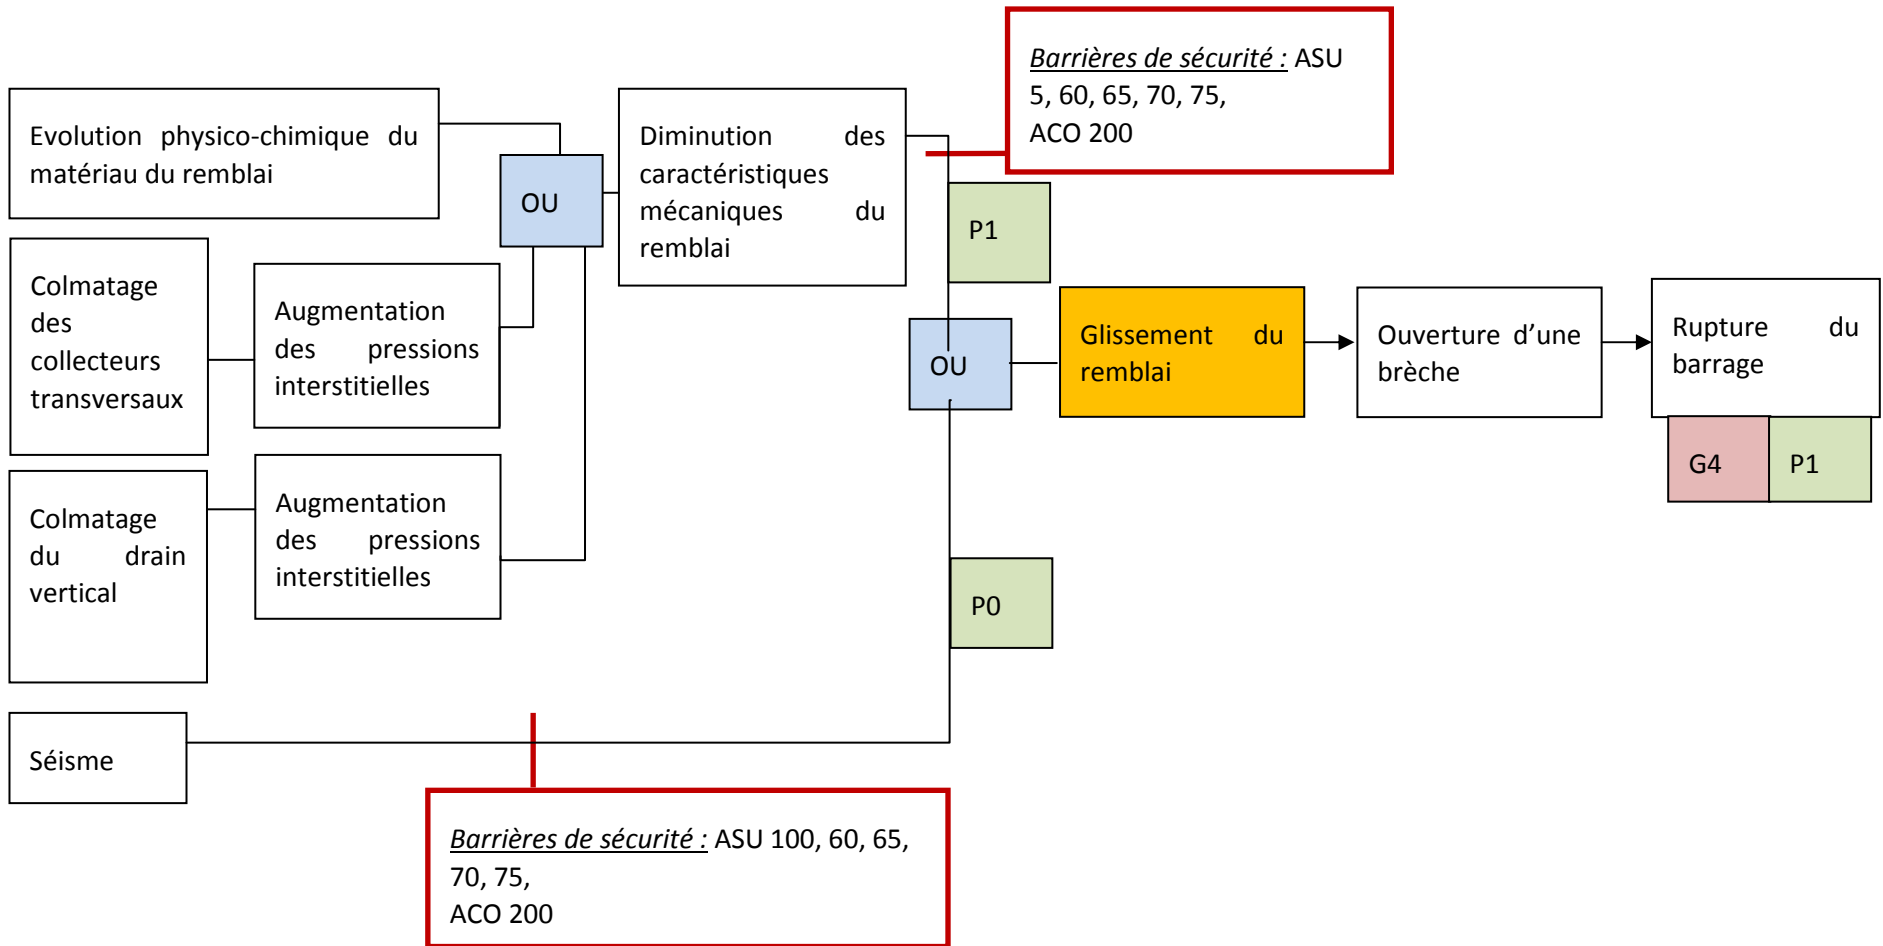 Barrières de sécurité : ASU
5, 60, 65, 70, 75,
ACO 200
Evolution physico-chimique du
matériau du remblai
OU
Diminution des
caractéristiques
mécaniques du
remblai
P1
Colmatage
des
collecteurs
transversaux
Augmentation
des pressions
interstitielles
OU
Glissement du
remblai
Ouverture d’une
brèche
Rupture du
barrage
G4
P1
Colmatage
du drain
vertical
Augmentation
des pressions
interstitielles
P0
Séisme
Barrières de sécurité : ASU 100, 60, 65,
70, 75,
ACO 200